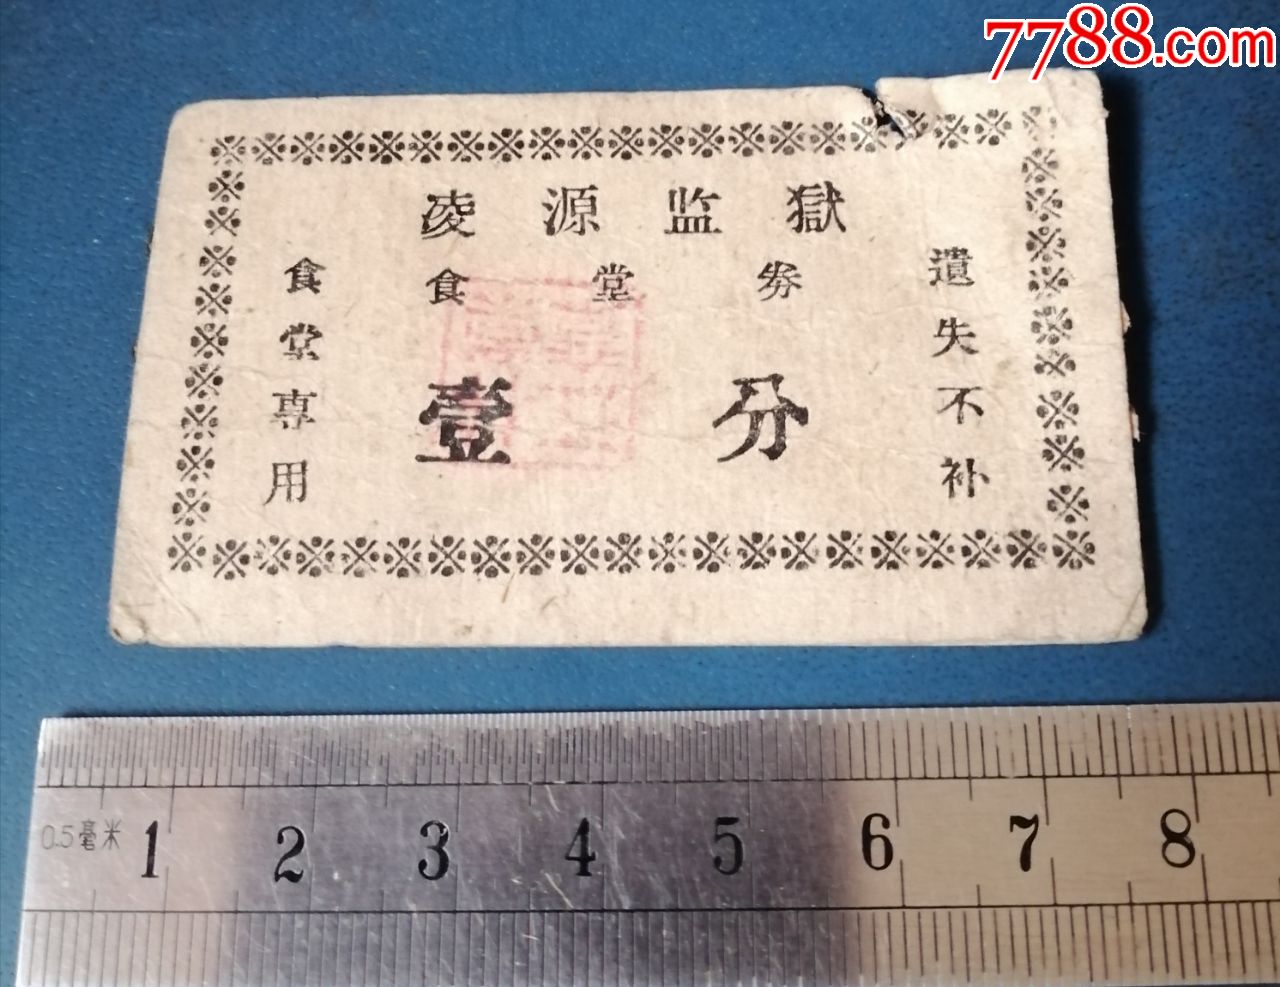 7788.com
凌源监獄
食堂券
壹分
食堂専用
遺失不补
0.5毫米 1 2 3 4 5 6 7 8